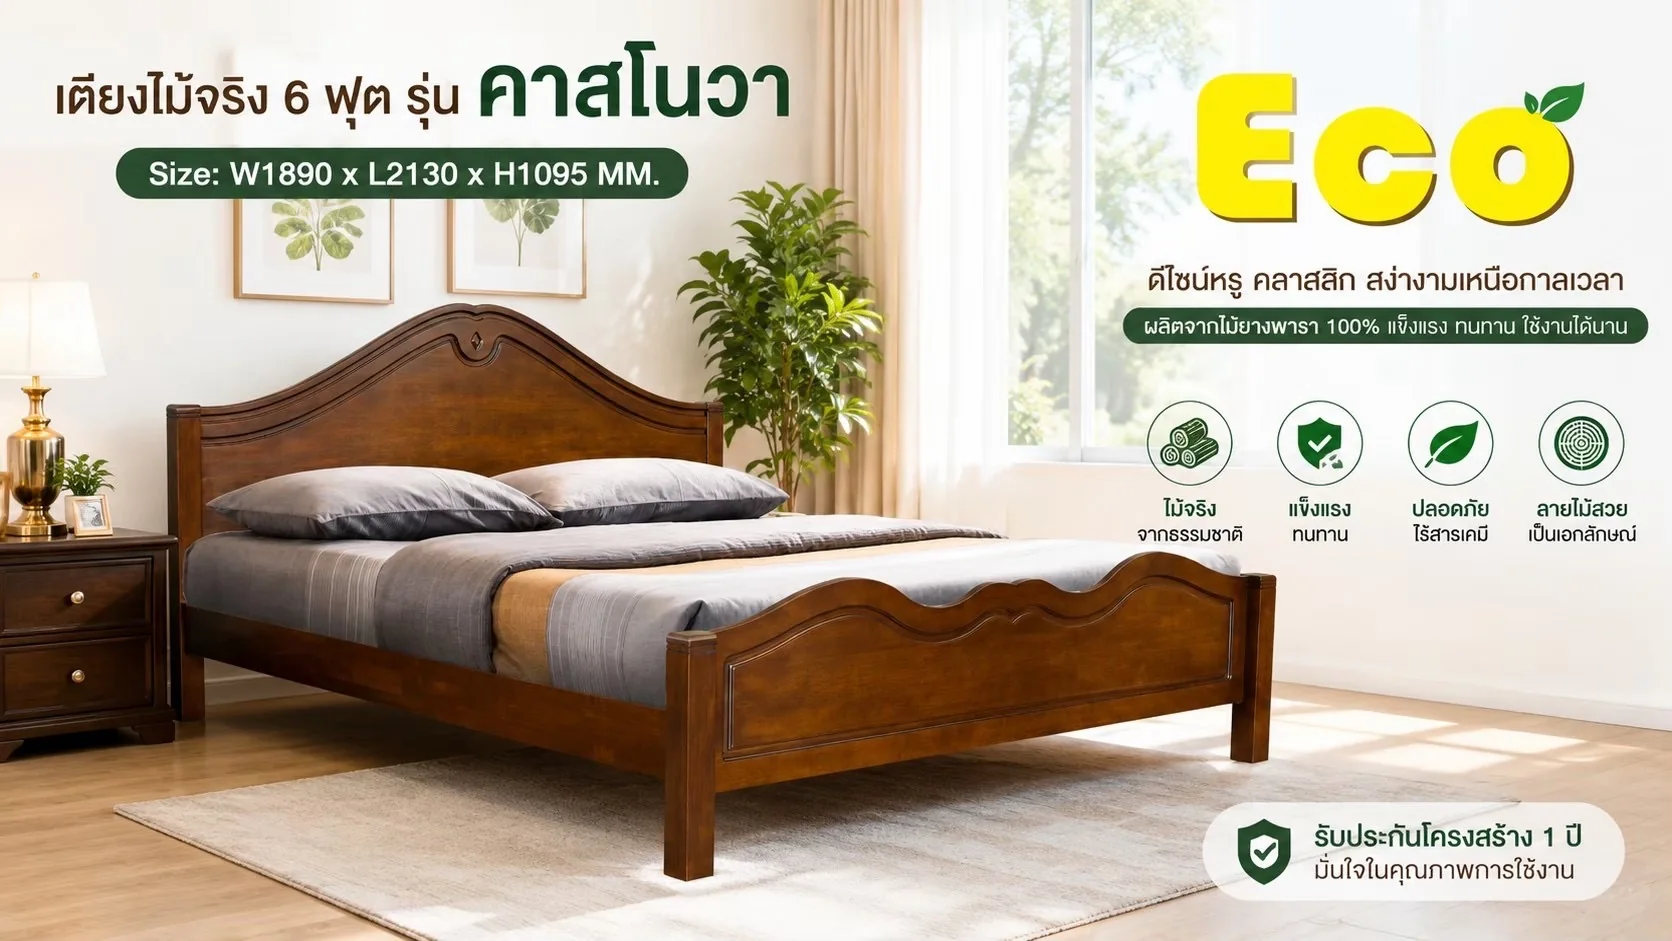 เตียงไม้จริง 6 ฟุต รุ่น คาสโนวา
Size: W1890 x L2130 x H1095 MM.
Eco
ดีไซน์หรู คลาสสิก สง่างามเหนือกาลเวลา
ผลิตจากไม้ยางพารา 100% แข็งแรง ทนทาน ใช้งานได้นาน
ไม้จริง
จากธรรมชาติ
แข็งแรง
ทนทาน
ปลอดภัย
ไร้สารเคมี
ลายไม้สวย
เป็นเอกลักษณ์
รับประกันโครงสร้าง 1 ปี
มั่นใจในคุณภาพการใช้งาน